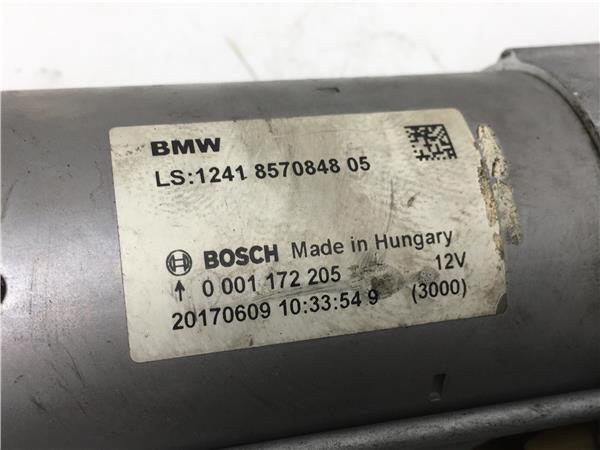 BMW
LS:1241 8570848 05
BOSCH Made in Hungary
↑ 0 001 172 205 12V
20170609 10:33:54 9 (3000)